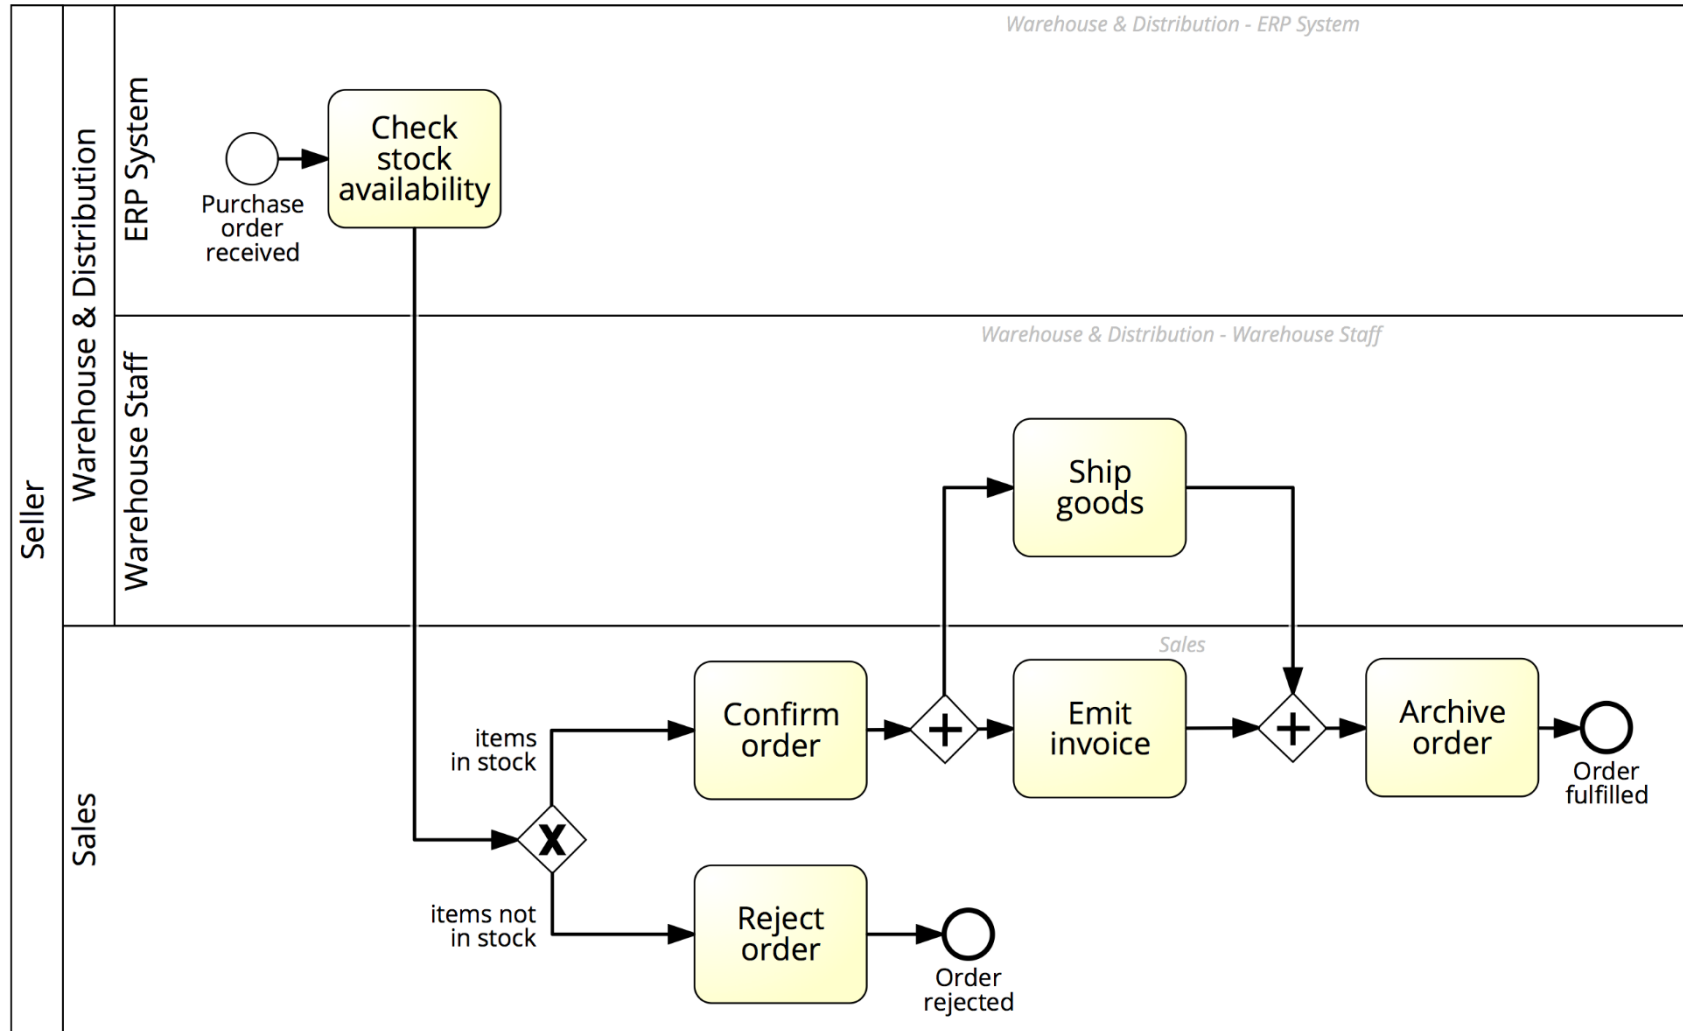 Warehouse & Distribution - ERP System
Seller
Warehouse & Distribution
ERP System
Check
stock
availability
Purchase
order
received
Warehouse & Distribution - Warehouse Staff
Warehouse Staff
Ship
goods
Sales
Sales
items
in stock
Confirm
order
Emit
invoice
Archive
order
Order
fulfilled
X
items not
in stock
Reject
order
Order
rejected